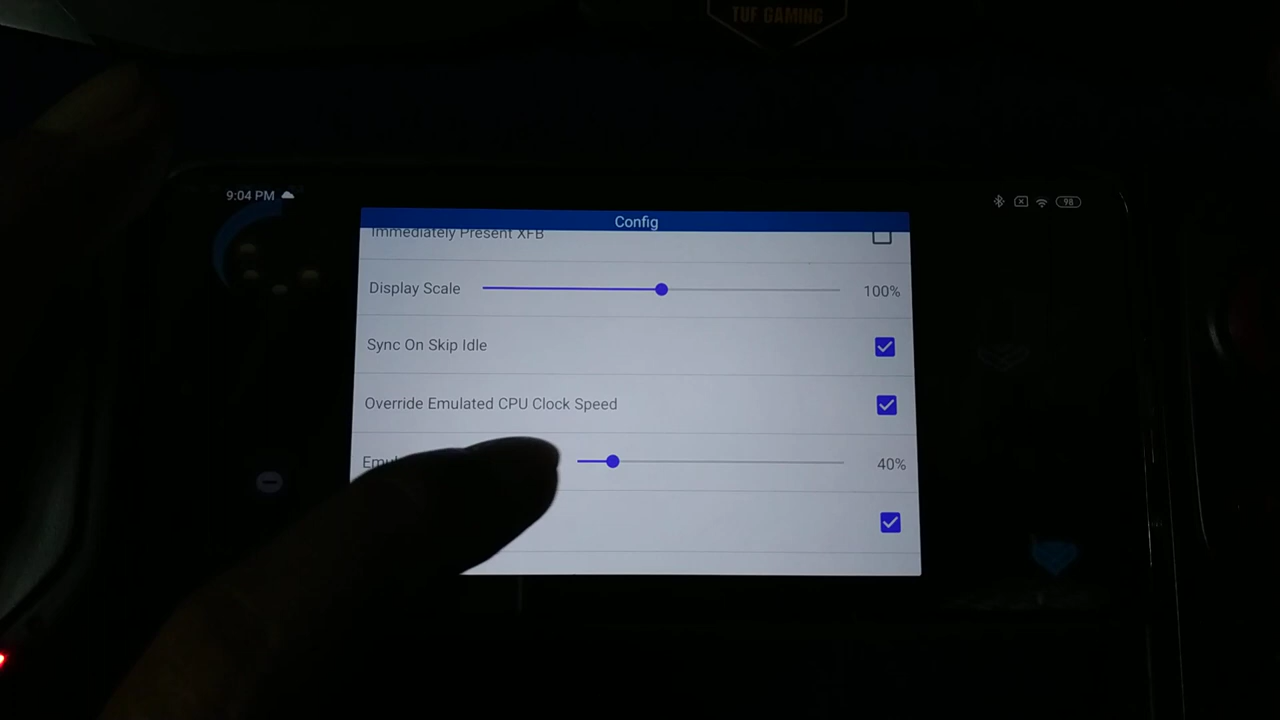 TUF GAMING
9:04 PM
98
Config
Immediately Present XFB
Display Scale
100%
Sync On Skip Idle
Override Emulated CPU Clock Speed
40%